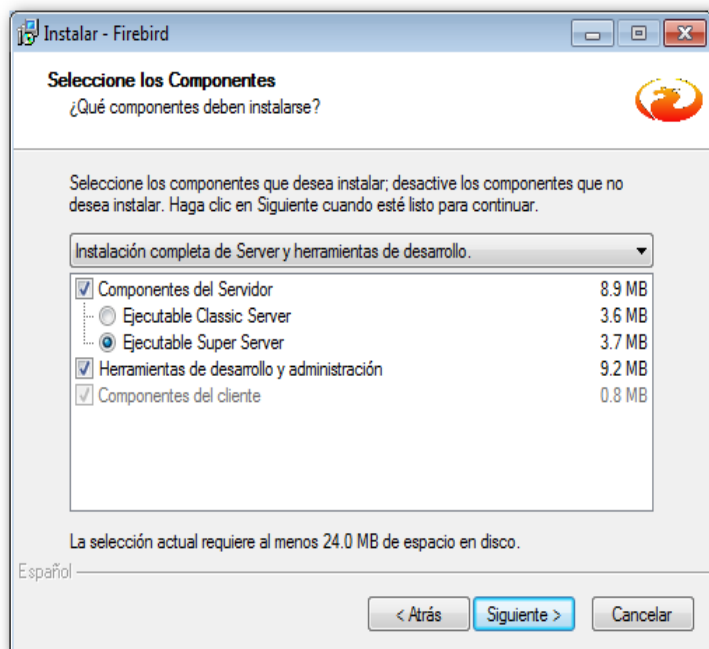 Instalar - Firebird
Seleccione los Componentes
¿Qué componentes deben instalarse?
Seleccione los componentes que desea instalar; desactive los componentes que no
desea instalar. Haga clic en Siguiente cuando esté listo para continuar.
Instalación completa de Server y herramientas de desarrollo.
Componentes del Servidor 8.9 MB
Ejecutable Classic Server 3.6 MB
Ejecutable Super Server 3.7 MB
Herramientas de desarrollo y administración 9.2 MB
Componentes del cliente 0.8 MB
La selección actual requiere al menos 24.0 MB de espacio en disco.
Español
< Atrás Siguiente > Cancelar